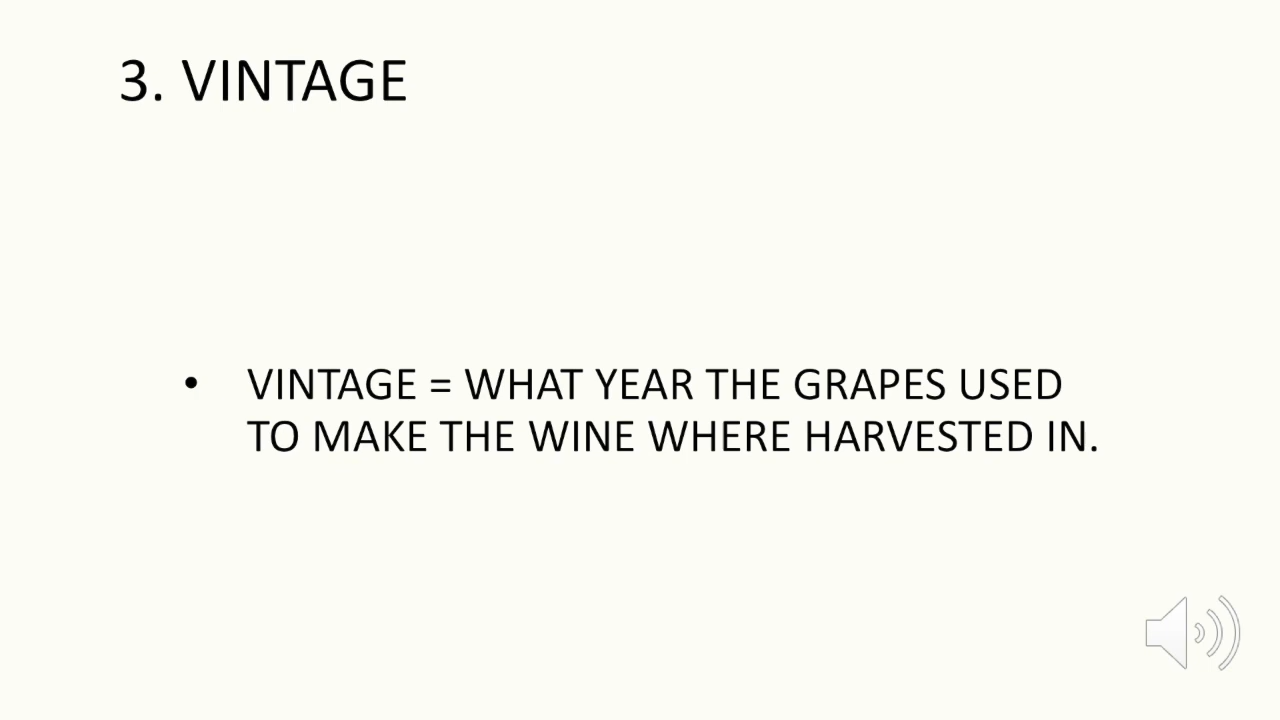 3. VINTAGE
• VINTAGE = WHAT YEAR THE GRAPES USED
TO MAKE THE WINE WHERE HARVESTED IN.